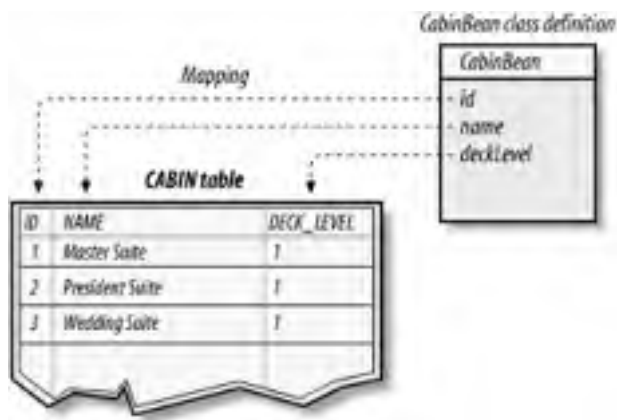 CabinBean class definition
CabinBean
Mapping
id
name
deckLevel
CABIN table
ID NAME DECK_LEVEL
1 Master Suite 1
2 President Suite 1
3 Wedding Suite 1